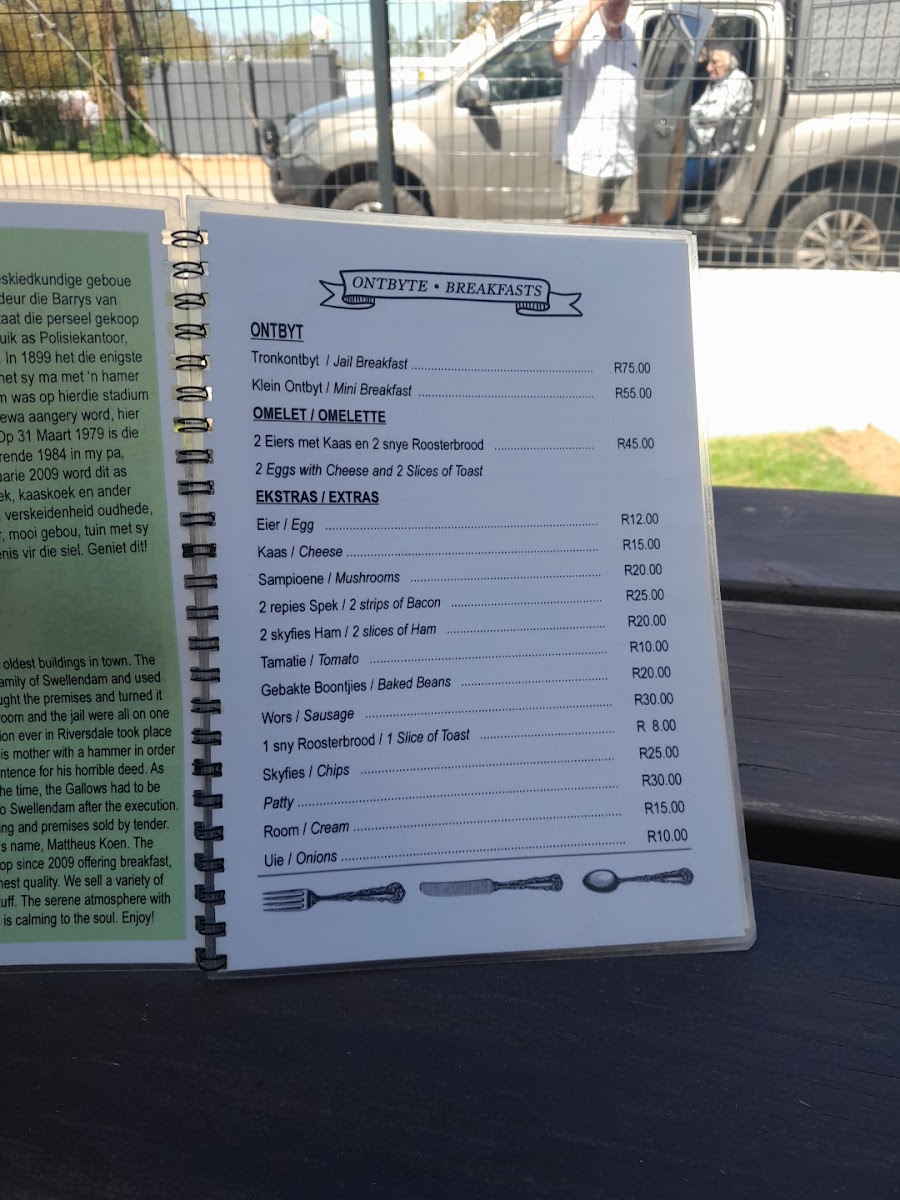 skiedkundige geboue
deur die Barrys van
aat die perseel gekoop
uik as Polisiekantoor,
. In 1899 het die enigste
het sy ma met 'n hamer
was op hierdie stadium
ewa aangery word, hier
Op 31 Maart 1979 is die
rende 1984 in my pa,
uarie 2009 word dit as
ek, kaaskoek en ander
verskeidenheid oudhede,
, mooi gebou, tuin met sy
enis vir die siel. Geniet dit!
oldest buildings in town. The
amily of Swellendam and used
ught the premises and turned it
room and the jail were all on one
ion ever in Riversdale took place
is mother with a hammer in order
ntence for his horrible deed. As
he time, the Gallows had to be
o Swellendam after the execution.
ing and premises sold by tender.
s name, Mattheus Koen. The
op since 2009 offering breakfast,
nest quality. We sell a variety of
uff. The serene atmosphere with
is calming to the soul. Enjoy!
ONTBYTE • BREAKFASTS
ONTBYT
Tronkontbyt / Jail Breakfast R75.00
Klein Ontbyt / Mini Breakfast R55.00
OMELET / OMELETTE
2 Eiers met Kaas en 2 snye Roosterbrood R45.00
2 Eggs with Cheese and 2 Slices of Toast
EKSTRAS / EXTRAS
Eier / Egg R12.00
Kaas / Cheese R15.00
Sampioene / Mushrooms R20.00
2 repies Spek / 2 strips of Bacon R25.00
2 skyfies Ham / 2 slices of Ham R20.00
Tamatie / Tomato R10.00
Gebakte Boontjies / Baked Beans R20.00
Wors / Sausage R30.00
1 sny Roosterbrood / 1 Slice of Toast R 8.00
Skyfies / Chips R25.00
Patty R30.00
Room / Cream R15.00
Uie / Onions R10.00